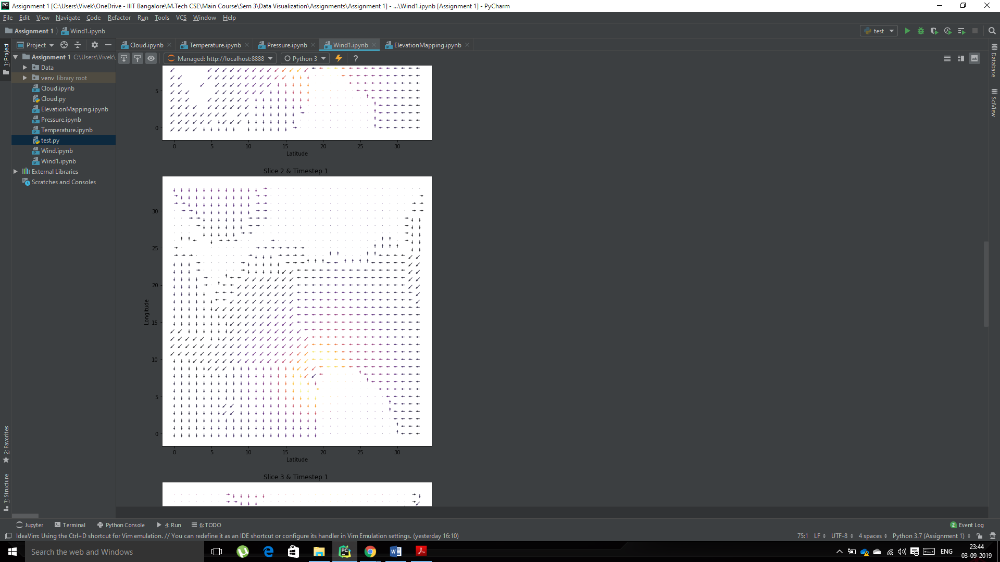 PC Assignment 1 [C:\Users\Vivek\OneDrive - IIIT Bangalore\M.Tech CSE\Main Course\Sem 3\Data Visualization\Assignments\Assignment 1] - ...\Wind1.ipynb [Assignment 1] - PyCharm
File Edit View Navigate Code Refactor Run Tools VCS Window Help
Assignment 1 Wind1.ipynb test
1: Project
Project
Cloud.ipynb Temperature.ipynb Pressure.ipynb Wind1.ipynb ElevationMapping.ipynb
Managed: http://localhost:8888 Python 3 ?
Assignment 1 C:\Users\Vivek\
Data
venv library root
Cloud.ipynb
Cloud.py
ElevationMapping.ipynb
Pressure.ipynb
Temperature.ipynb
test.py
Wind.ipynb
Wind1.ipynb
External Libraries
Scratches and Consoles
Database
SciView
5
0
0 5 10 15 20 25 30
Latitude
Slice 2 & Timestep 1
30
25
20
15
10
5
0
Longitude
0 5 10 15 20 25 30
Latitude
Slice 3 & Timestep 1
2: Favorites
7: Structure
Jupyter Terminal Python Console 4: Run 6: TODO 2 Event Log
IdeaVim: Using the Ctrl+D shortcut for Vim emulation. // You can redefine it as an IDE shortcut or configure its handler in Vim Emulation settings. (yesterday 16:10) 75:1 LF UTF-8 4 spaces Python 3.7 (Assignment 1)
Search the web and Windows
ENG
23:44
03-09-2019